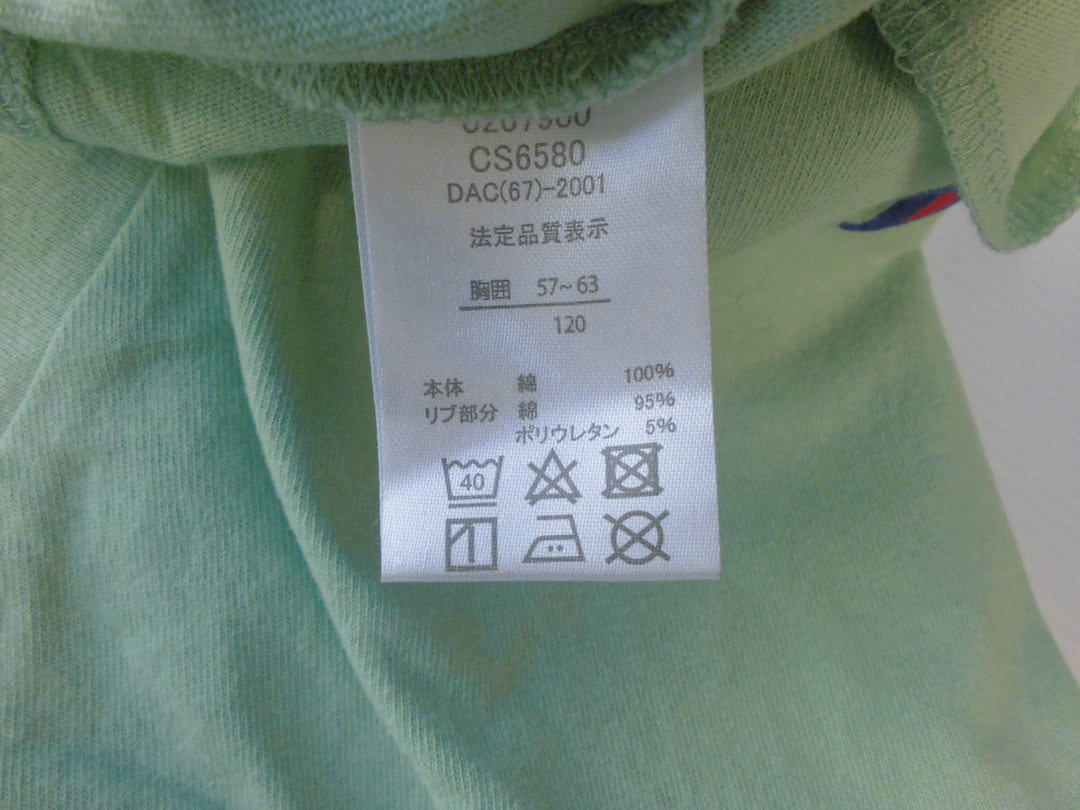 CS6580
DAC(67)-2001
法定品質表示
胸囲 57~63
120
本体 綿 100%
リブ部分 綿 95%
ポリウレタン 5%
40